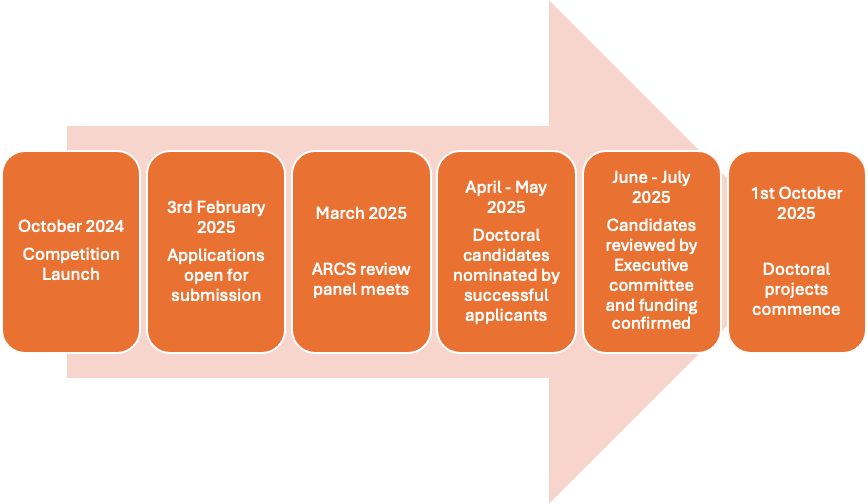 October 2024
Competition
Launch
3rd February
2025
Applications
open for
submission
March 2025
ARCS review
panel meets
April - May
2025
Doctoral
candidates
nominated by
successful
applicants
June - July
2025
Candidates
reviewed by
Executive
committee
and funding
confirmed
1st October
2025
Doctoral
projects
commence